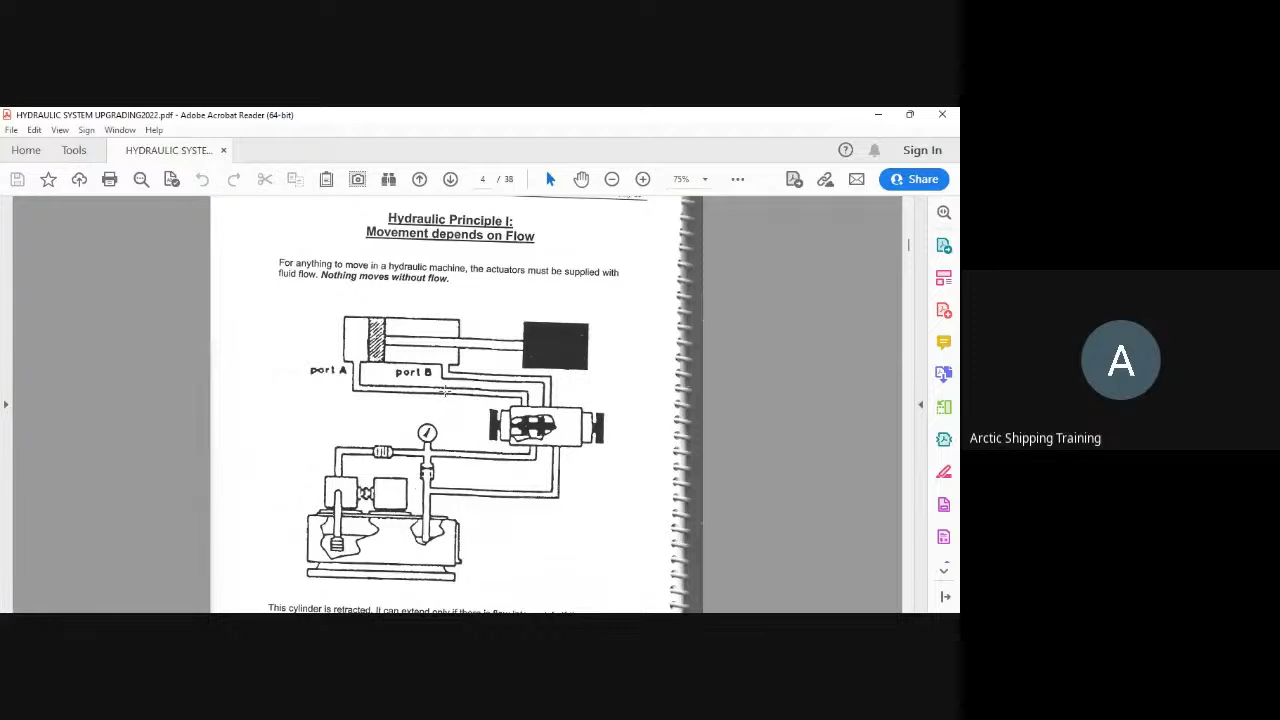 HYDRAULIC SYSTEM UPGRADING2022.pdf - Adobe Acrobat Reader (64-bit)
File Edit View Sign Window Help
Home Tools HYDRAULIC SYSTE... × Sign In
4 / 38 75% Share
Hydraulic Principle I:
Movement depends on Flow
For anything to move in a hydraulic machine, the actuators must be supplied with
fluid flow. Nothing moves without flow.
port A port B
A
Arctic Shipping Training
This cylinder is retracted. It can extend only if there is flow